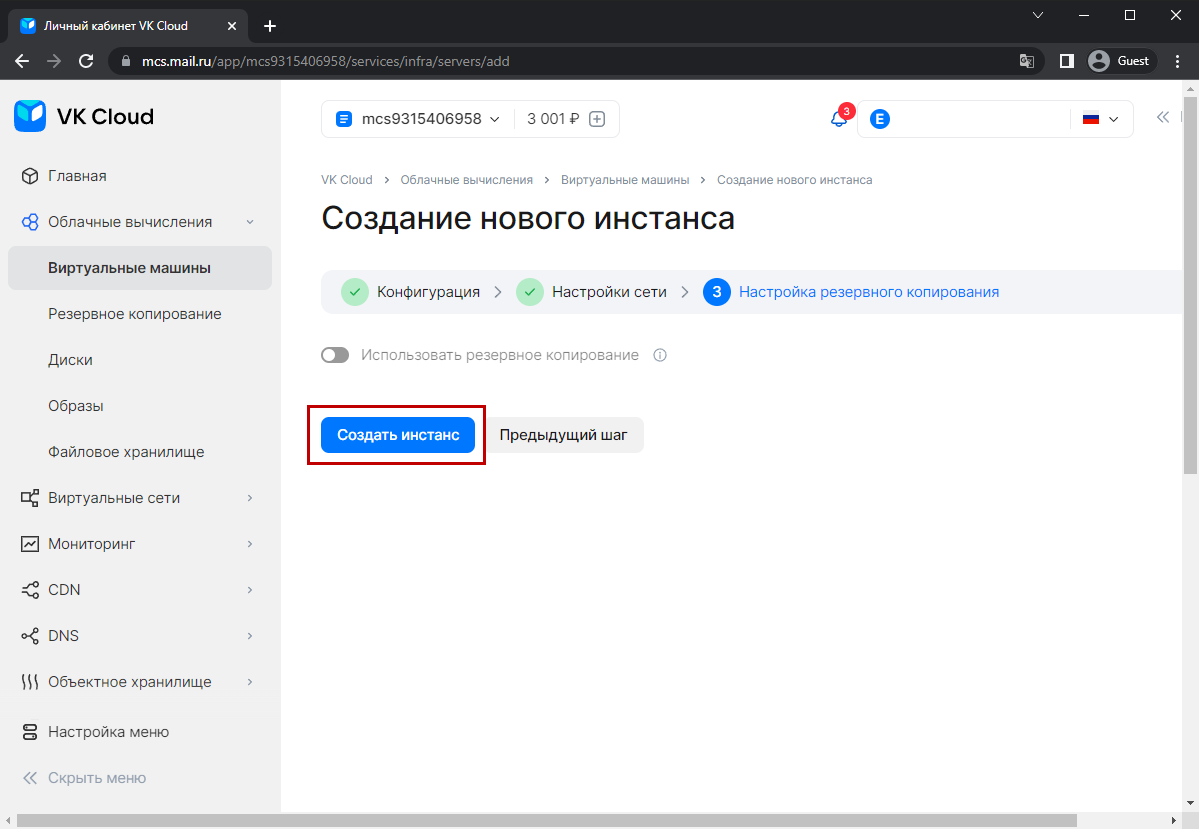 Личный кабинет VK Cloud
mcs.mail.ru/app/mcs9315406958/services/infra/servers/add
Guest
VK Cloud
mcs9315406958
3 001 ₽
3
E
Главная
Облачные вычисления
Виртуальные машины
Резервное копирование
Диски
Образы
Файловое хранилище
Виртуальные сети
Мониторинг
CDN
DNS
Объектное хранилище
Настройка меню
Скрыть меню
VK Cloud > Облачные вычисления > Виртуальные машины > Создание нового инстанса
Создание нового инстанса
Конфигурация > Настройки сети > 3 Настройка резервного копирования
Использовать резервное копирование
Создать инстанс
Предыдущий шаг